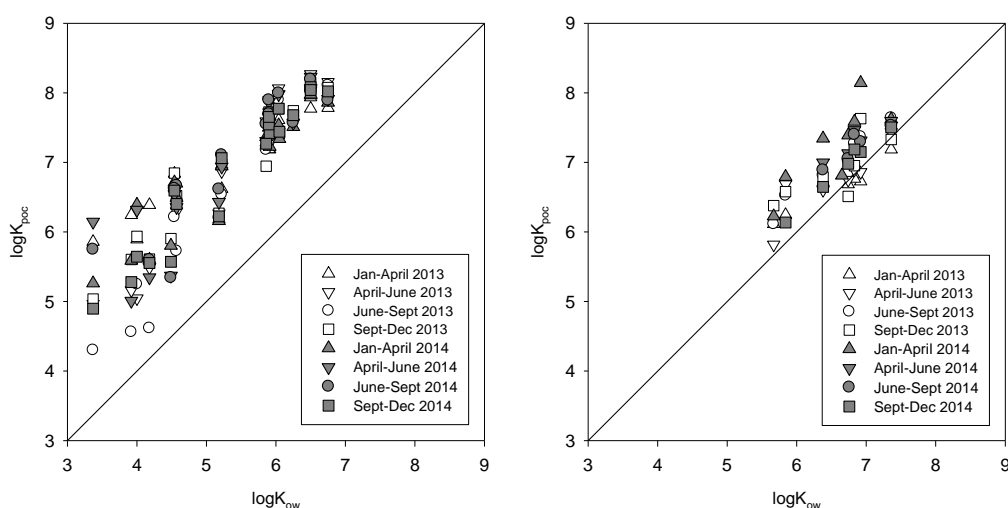 9
8
7
6
5
4
3
logK_poc
3 4 5 6 7 8 9
logK_ow
Jan-April 2013
April-June 2013
June-Sept 2013
Sept-Dec 2013
Jan-April 2014
April-June 2014
June-Sept 2014
Sept-Dec 2014
9
8
7
6
5
4
3
logK_poc
3 4 5 6 7 8 9
logK_ow
Jan-April 2013
April-June 2013
June-Sept 2013
Sept-Dec 2013
Jan-April 2014
April-June 2014
June-Sept 2014
Sept-Dec 2014